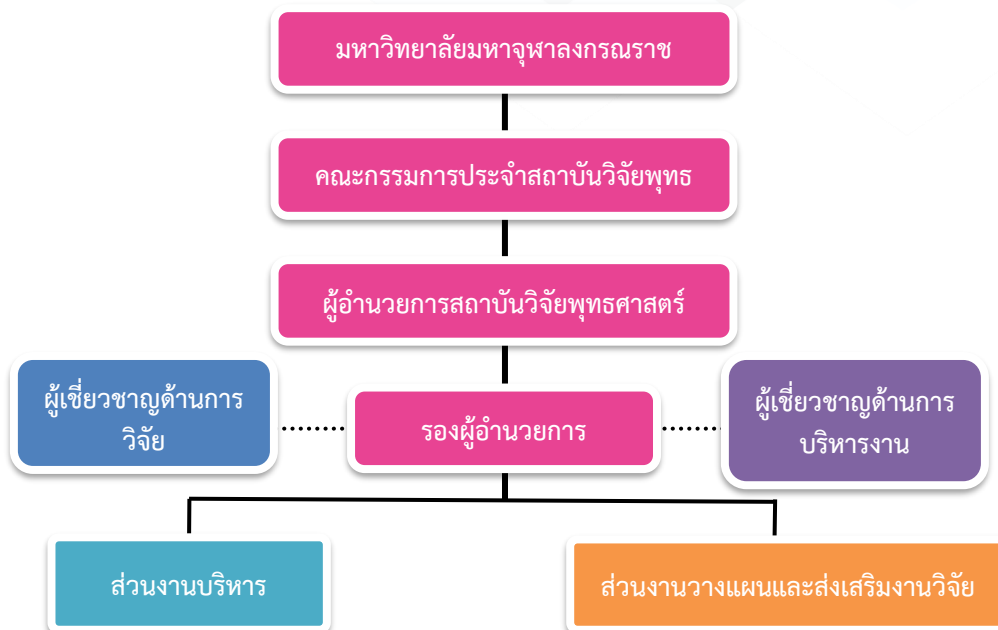 มหาวิทยาลัยมหาจุฬาลงกรณราช
คณะกรรมการประจำสถาบันวิจัยพุทธ
ผู้อำนวยการสถาบันวิจัยพุทธศาสตร์
ผู้เชี่ยวชาญด้านการ
วิจัย
รองผู้อำนวยการ
ผู้เชี่ยวชาญด้านการ
บริหารงาน
ส่วนงานบริหาร
ส่วนงานวางแผนและส่งเสริมงานวิจัย